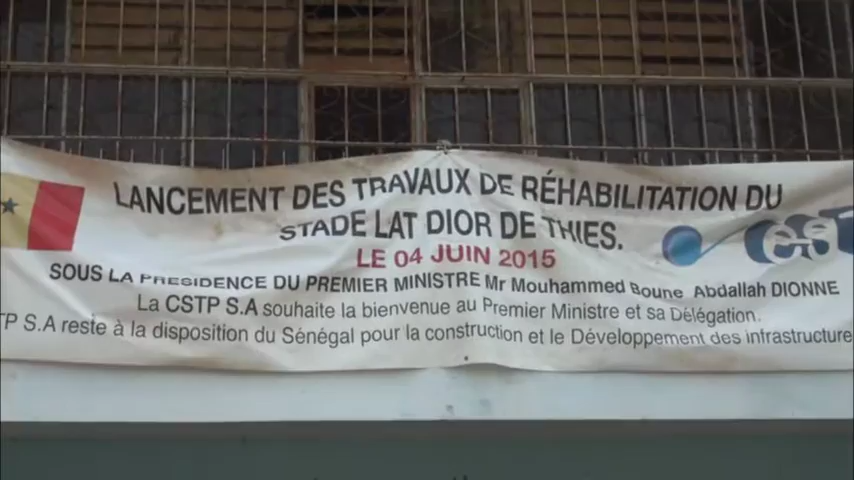 LANCEMENT DES TRAVAUX DE RÉHABILITATION DU
STADE LAT DIOR DE THIES.
LE 04 JUIN 2015
SOUS LA PRESIDENCE DU PREMIER MINISTRE Mr MOUHAMMED BOUNE ABDALLAH DIONNE
La CSTP S.A souhaite la bienvenue au Premier Ministre et sa Délégation.
TP S.A reste à la disposition du Sénégal pour la construction et le Développement des infrastructure